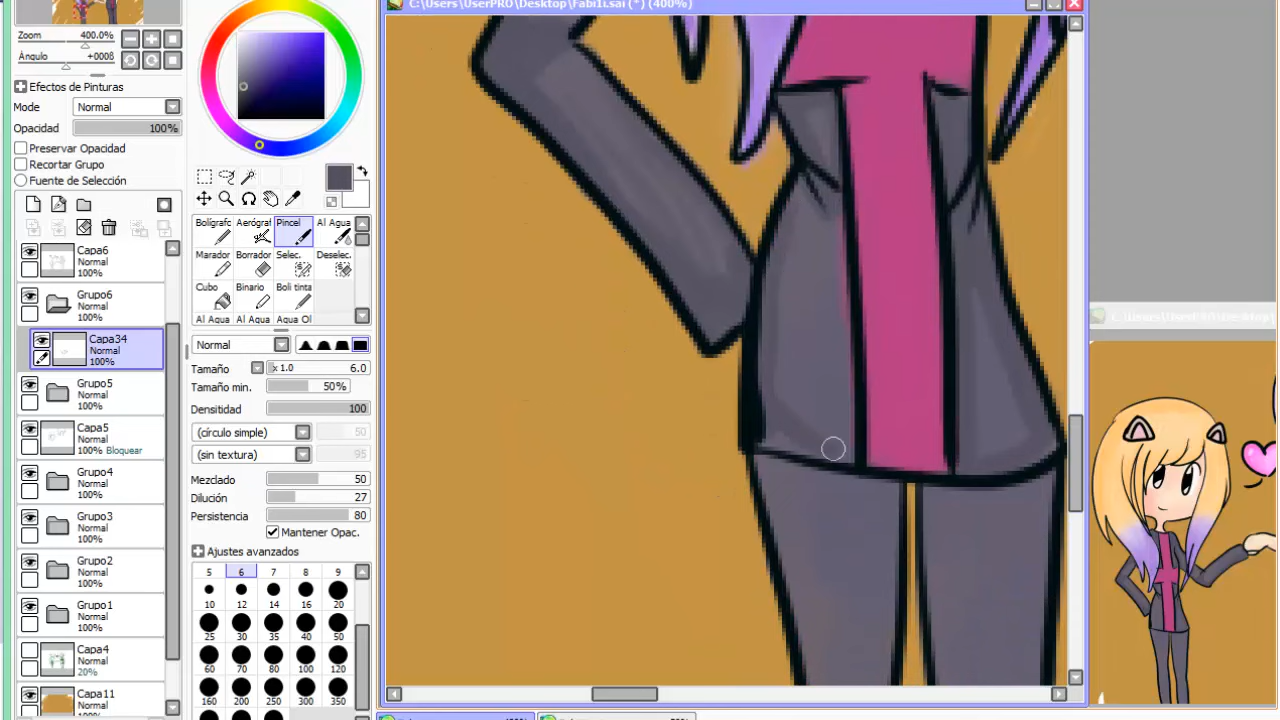 C:\Users\UserPRO\Desktop\Fabi1i.sai (*) (400%)
Zoom 400.0%
Ángulo +0008
Efectos de Pinturas
Mode Normal
Opacidad 100%
Preservar Opacidad
Recortar Grupo
Fuente de Selección
Capa6
Normal
100%
Grupo6
Normal
100%
Capa34
Normal
100%
Grupo5
Normal
100%
Capa5
Normal
100% Bloquear
Grupo4
Normal
100%
Grupo3
Normal
100%
Grupo2
Normal
100%
Grupo1
Normal
100%
Capa4
Normal
20%
Capa11
Normal
Bolígrafc Aerógraf Pincel Al Agua
Marador Borrador Selec. Deselec.
Cubo Binario Boli tinta
Al Agua Al Agua Agua Ol
Normal
Tamaño x 1.0 6.0
Tamaño min. 50%
Densitidad 100
(círculo simple) 50
(sin textura) 95
Mezclado 50
Dilución 27
Persistencia 80
Mantener Opac.
Ajustes avanzados
5 6 7 8 9
10 12 14 16 20
25 30 35 40 50
60 70 80 100 120
160 200 250 300 350